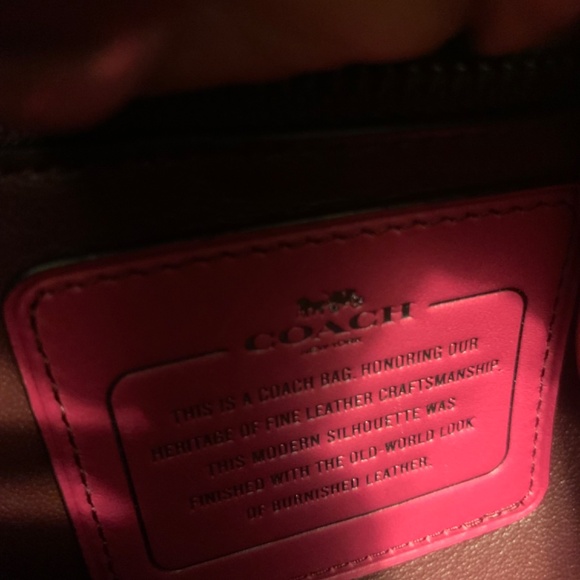 COACH
NEW YORK
THIS IS A COACH BAG. HONORING OUR
HERITAGE OF FINE LEATHER CRAFTSMANSHIP,
THIS MODERN SILHOUETTE WAS
FINISHED WITH THE OLD-WORLD LOOK
OF BURNISHED LEATHER.